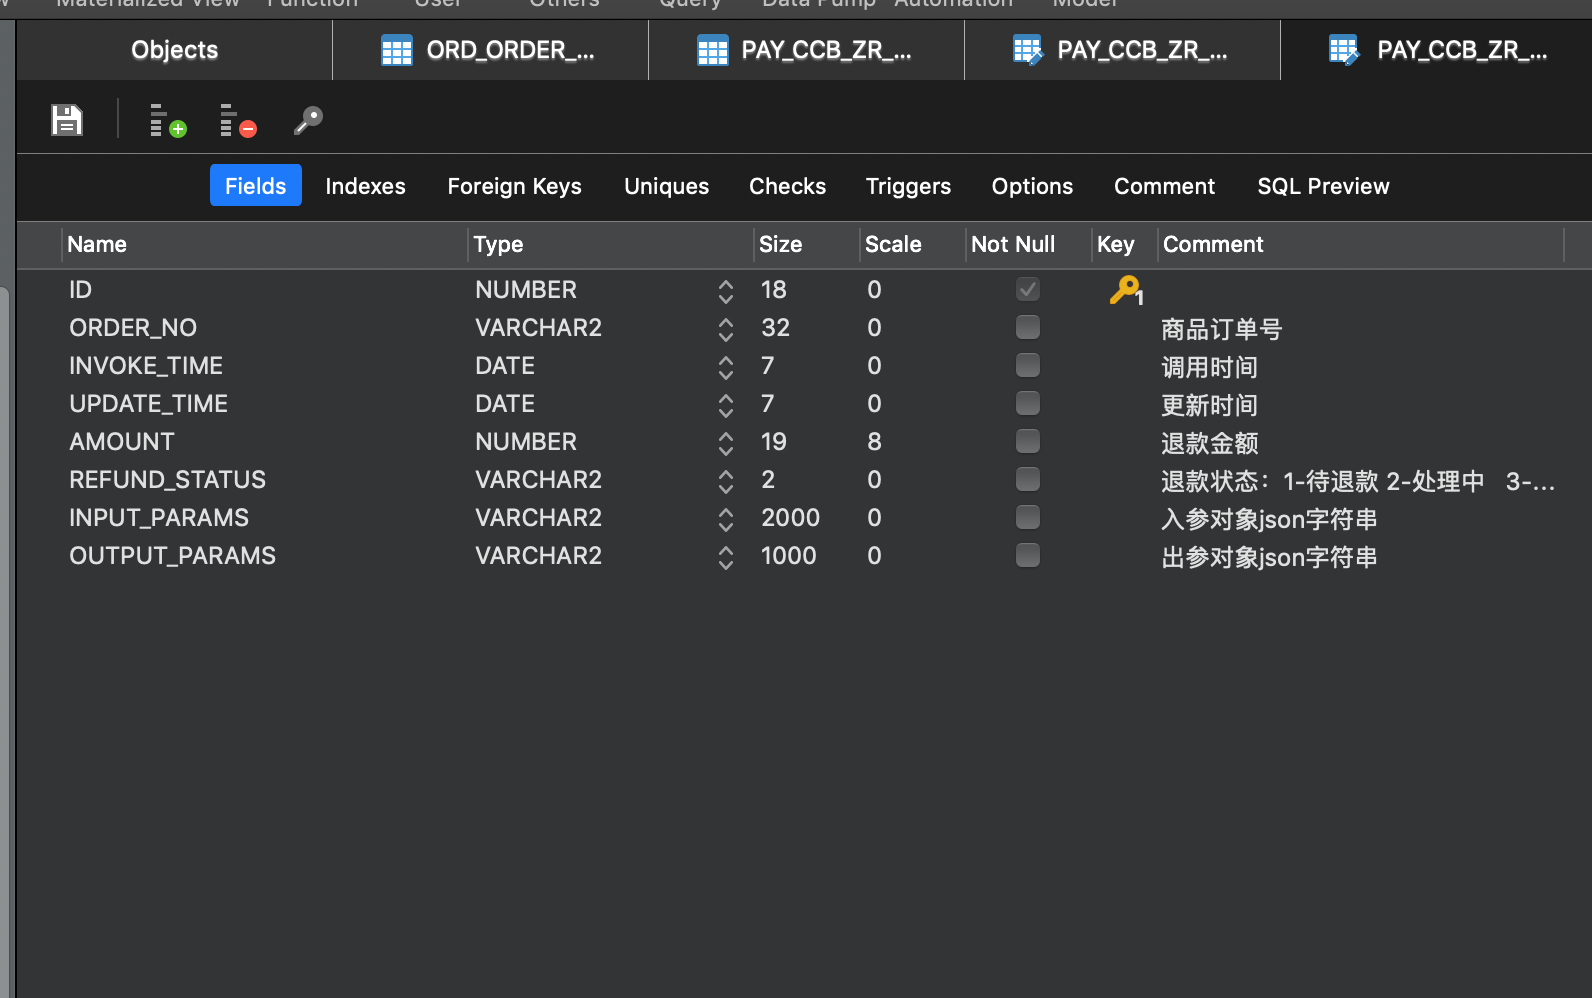 Materialized View Function User Others Query Data Pump Automation Model
Objects ORD_ORDER_... PAY_CCB_ZR_... PAY_CCB_ZR_... PAY_CCB_ZR_...
Fields Indexes Foreign Keys Uniques Checks Triggers Options Comment SQL Preview
Name Type Size Scale Not Null Key Comment
ID NUMBER 18 0 1
ORDER_NO VARCHAR2 32 0 商品订单号
INVOKE_TIME DATE 7 0 调用时间
UPDATE_TIME DATE 7 0 更新时间
AMOUNT NUMBER 19 8 退款金额
REFUND_STATUS VARCHAR2 2 0 退款状态：1-待退款 2-处理中 3-...
INPUT_PARAMS VARCHAR2 2000 0 入参对象json字符串
OUTPUT_PARAMS VARCHAR2 1000 0 出参对象json字符串